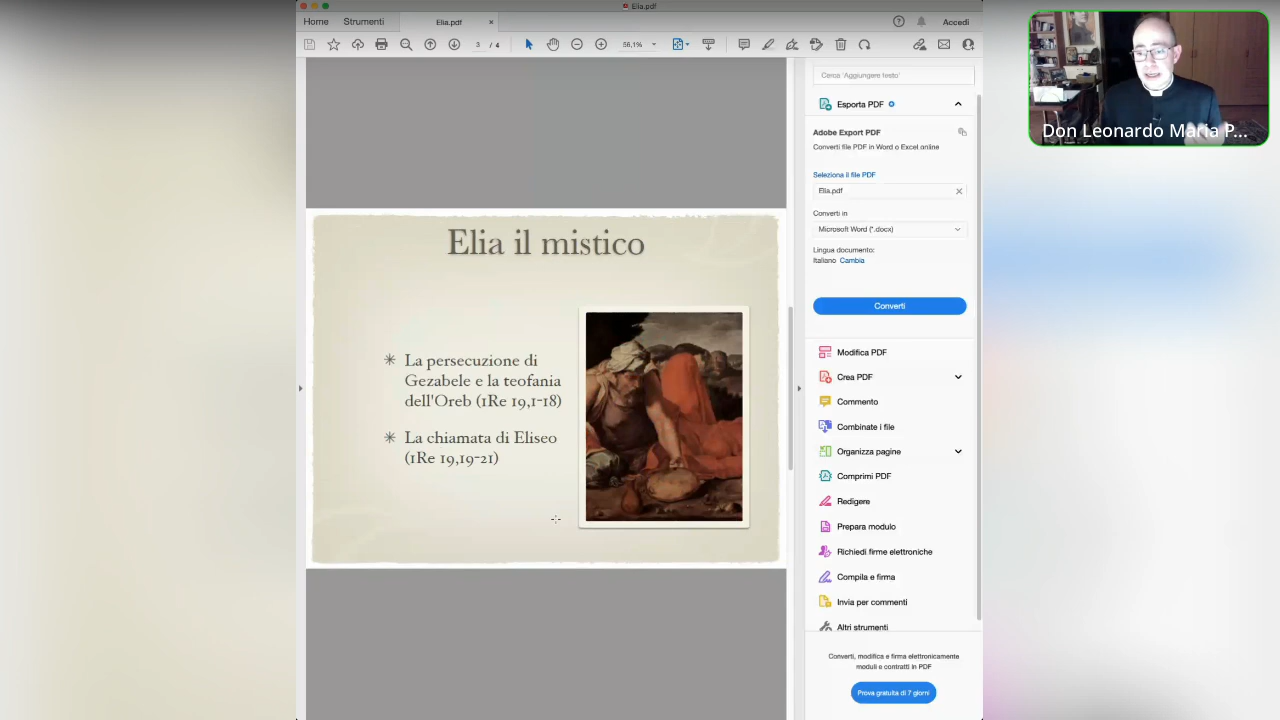 Elia.pdf
Home
Strumenti
Elia.pdf
Accedi
3 / 4
56,1%
Cerca 'Aggiungere testo'
Esporta PDF
Adobe Export PDF
Converti file PDF in Word o Excel online
Seleziona il file PDF
Elia.pdf
Converti in
Microsoft Word (*.docx)
Lingua documento:
Italiano Cambia
Converti
Modifica PDF
Crea PDF
Commento
Combinate i file
Organizza pagine
Comprimi PDF
Redigere
Prepara modulo
Richiedi firme elettroniche
Compila e firma
Invia per commenti
Altri strumenti
Converti, modifica e firma elettronicamente
moduli e contratti in PDF
Prova gratuita di 7 giorni
Elia il mistico
La persecuzione di
Gezabele e la teofania
dell'Oreb (1Re 19,1-18)
La chiamata di Eliseo
(1Re 19,19-21)
Don Leonardo Maria P...